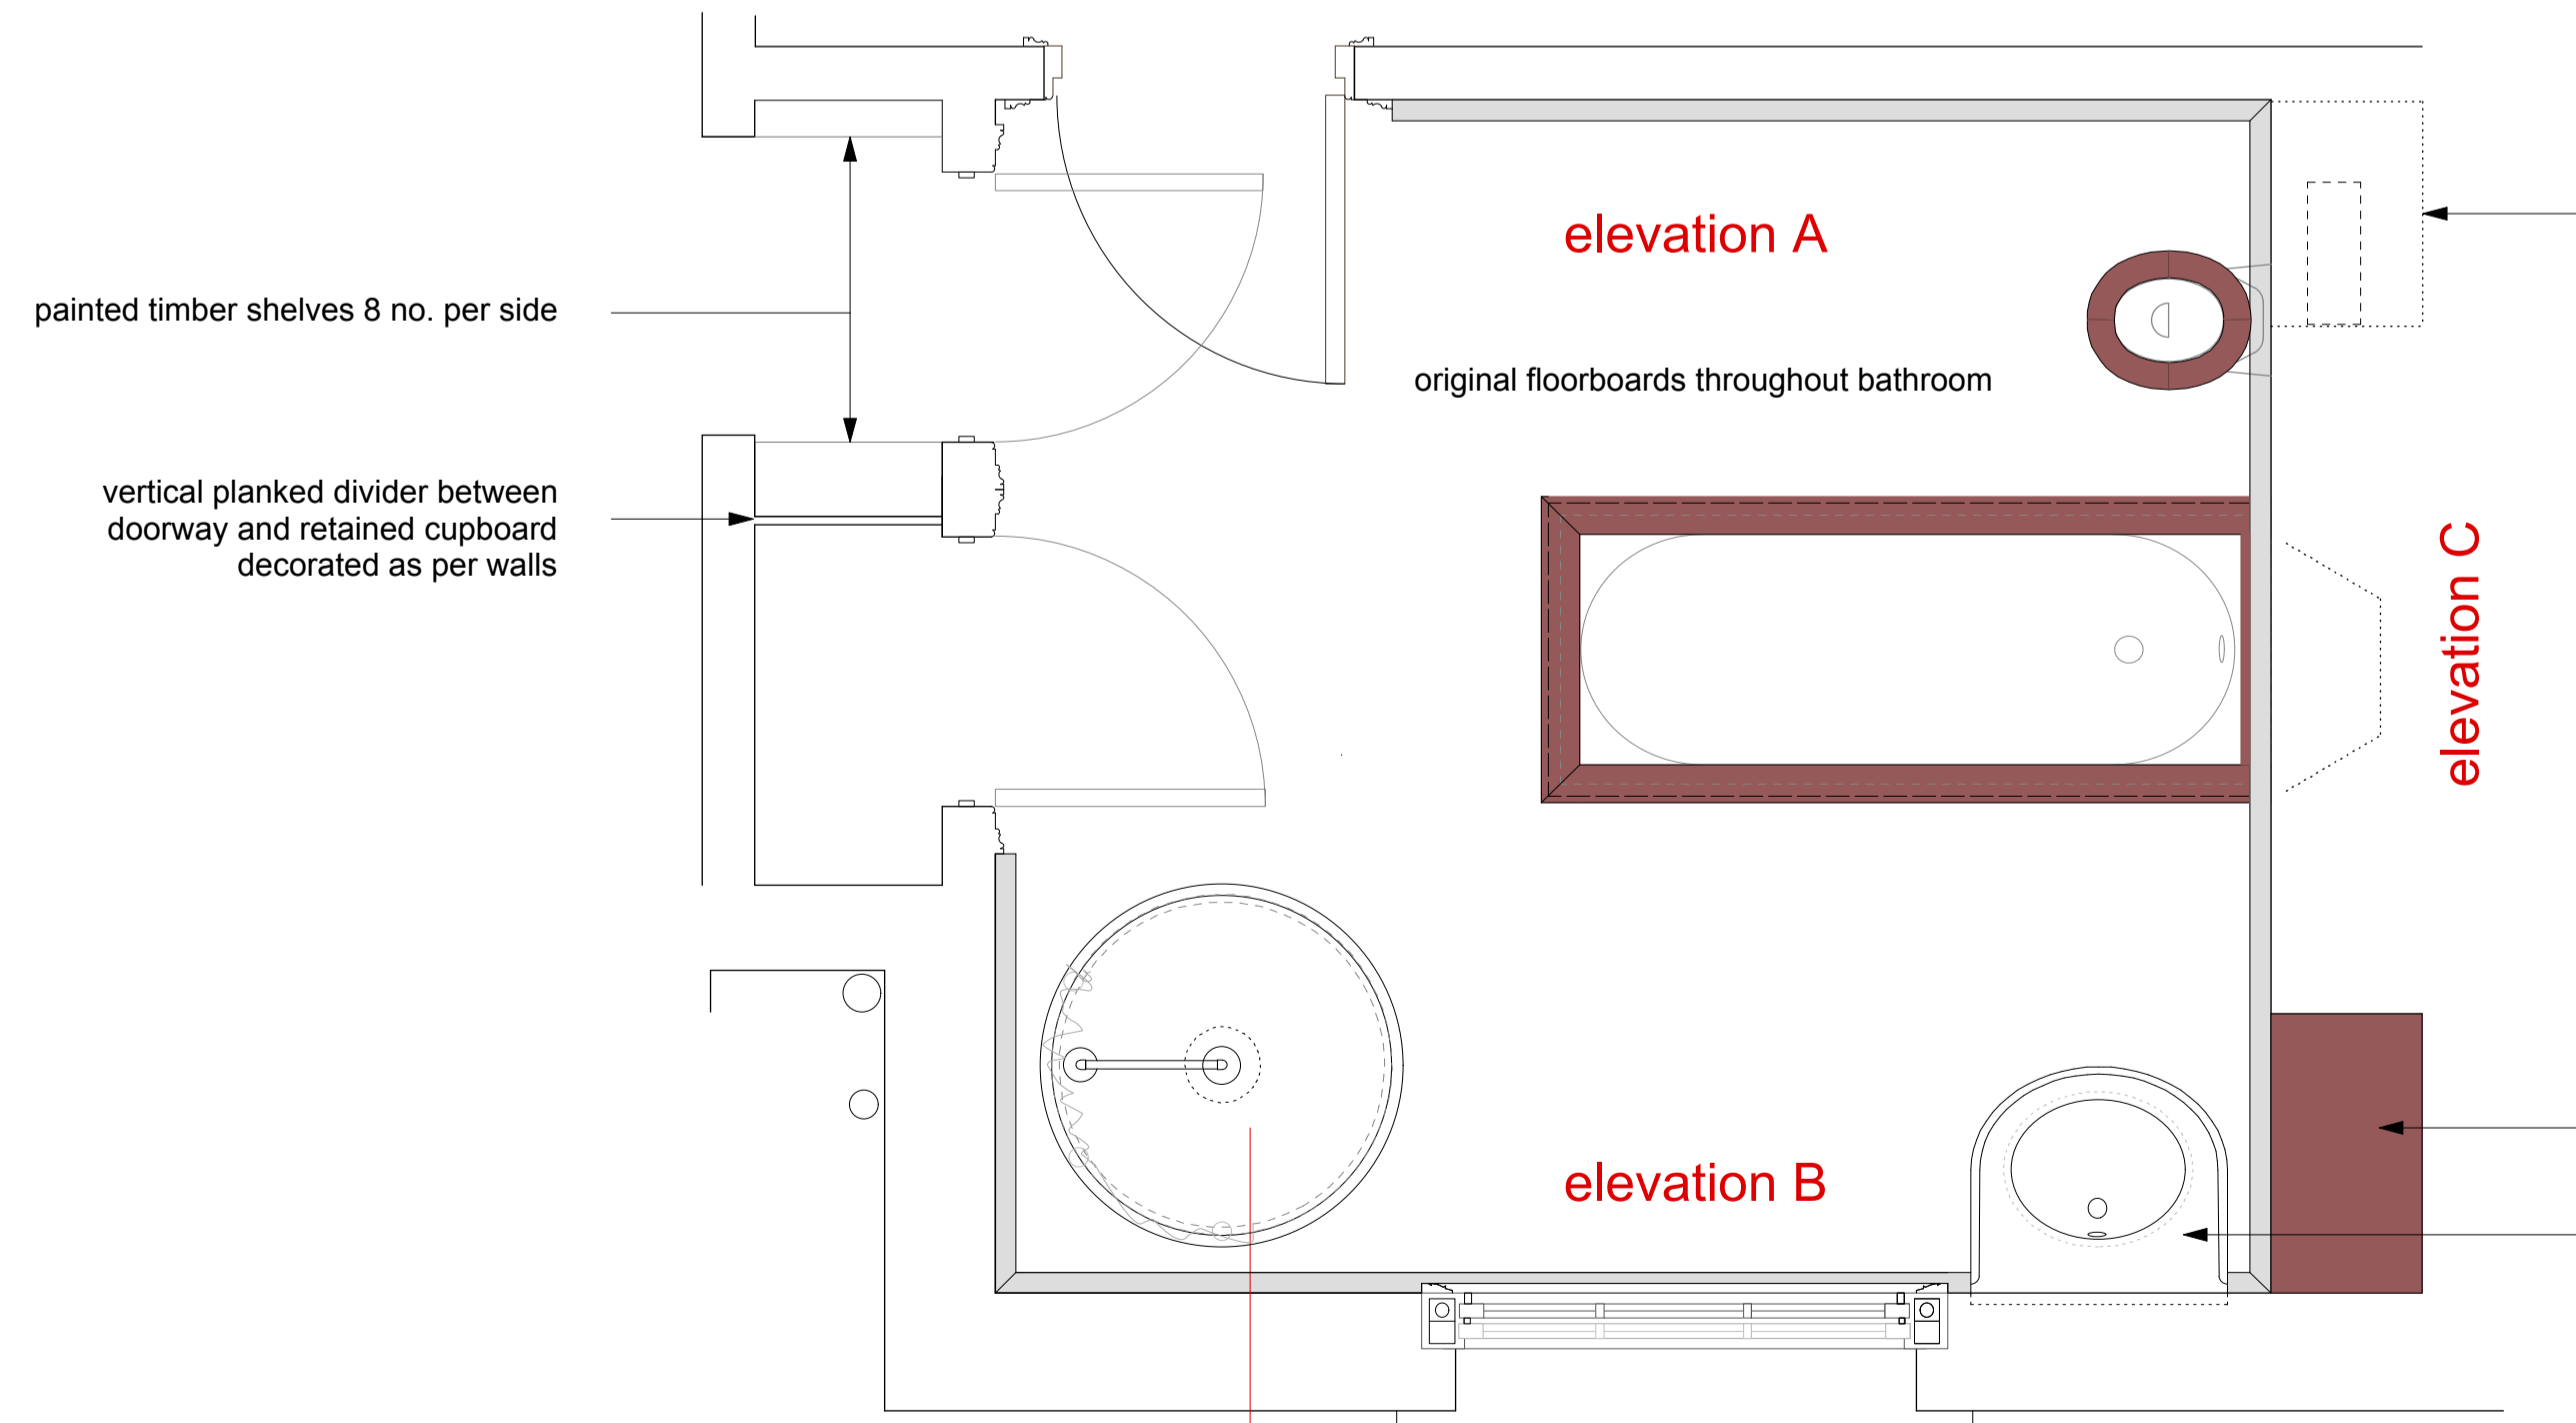 elevation A
painted timber shelves 8 no. per side
original floorboards throughout bathroom
vertical planked divider between
doorway and retained cupboard
decorated as per walls
elevation C
elevation B